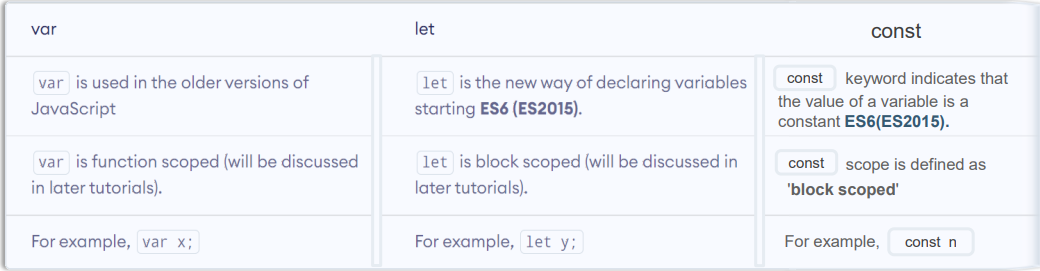 var let const
var is used in the older versions of
JavaScript
let is the new way of declaring variables
starting ES6 (ES2015).
const keyword indicates that
the value of a variable is a
constant ES6(ES2015).
var is function scoped (will be discussed
in later tutorials).
let is block scoped (will be discussed in
later tutorials).
const scope is defined as
'block scoped'
For example, var x;
For example, let y;
For example, const n